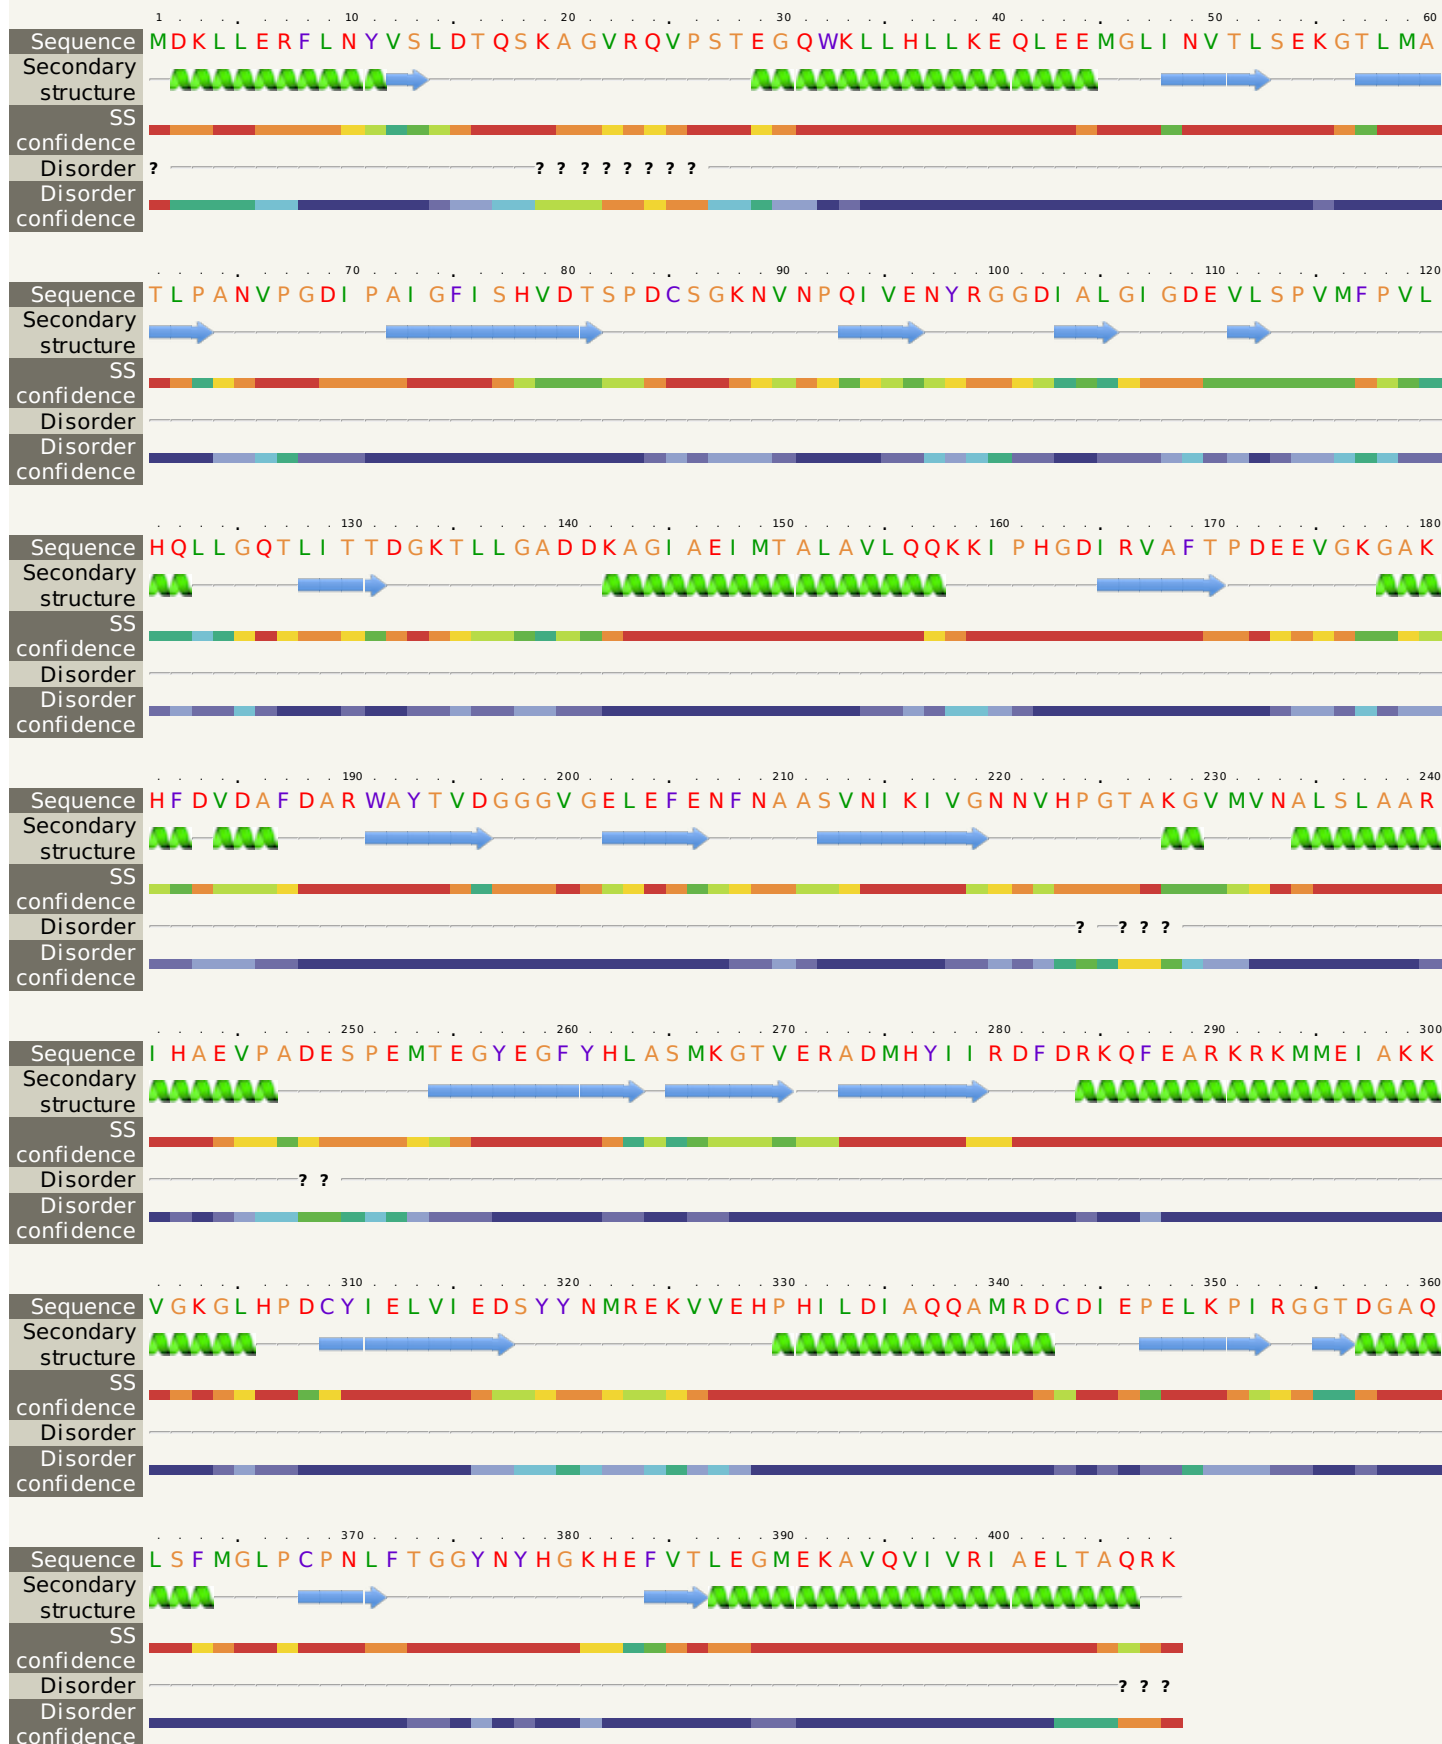 1 10 20 30 40 50 60
Sequence MDKLLERFLNYVSLDTQSKAGVRQVPSTEGQWKLLHLLKEQLEEMGLINVTLSEKGTLMA
Secondary
structure
SS
confidence
Disorder ? ? ? ? ? ? ? ? ?
Disorder
confidence
70 80 90 100 110 120
Sequence TLPANVPGDIPAIGFISHVDTSPDCSGKNVNPQIVENYRGGDIALGIGDEVLSPVMFPVL
Secondary
structure
SS
confidence
Disorder
Disorder
confidence
130 140 150 160 170 180
Sequence HQLLGQTLITTDGKTLLGADDKAGIAEIMTALAVLQQKKIPHGDIRVAFTPDEEVGKGAK
Secondary
structure
SS
confidence
Disorder
Disorder
confidence
190 200 210 220 230 240
Sequence HFDVDAFDARWAYTVDGGGVGELEFENFNAASVNIKIVGNNVHPGTAKGVMVNALSLAAR
Secondary
structure
SS
confidence
Disorder ? ? ? ?
Disorder
confidence
250 260 270 280 290 300
Sequence IHAEVPADESPEMTEGYEGFYHLASMKGTVERADMHYIIRDFDRKQFEARKRKMMEIAKK
Secondary
structure
SS
confidence
Disorder ? ?
Disorder
confidence
310 320 330 340 350 360
Sequence VGKGLHPDCYIELVIEDSYYNMREKVVEHPHILDIAQQAMRDCDIEPELKPIRGGTDGAQ
Secondary
structure
SS
confidence
Disorder
Disorder
confidence
370 380 390 400
Sequence LSFMGLPCPNLFTGGYNYHGKHEFVTLEGMEKAVQVIVRIAELTAQRK
Secondary
structure
SS
confidence
Disorder ? ? ?
Disorder
confidence